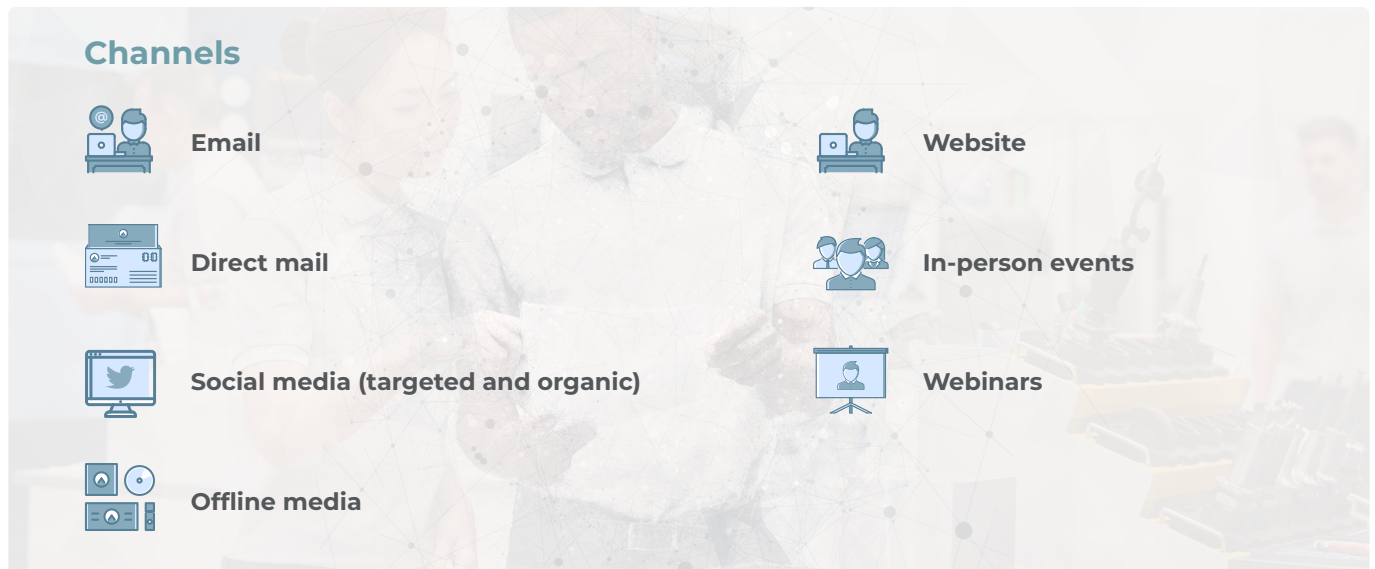 Channels
Email
Website
Direct mail
In-person events
Social media (targeted and organic)
Webinars
Offline media